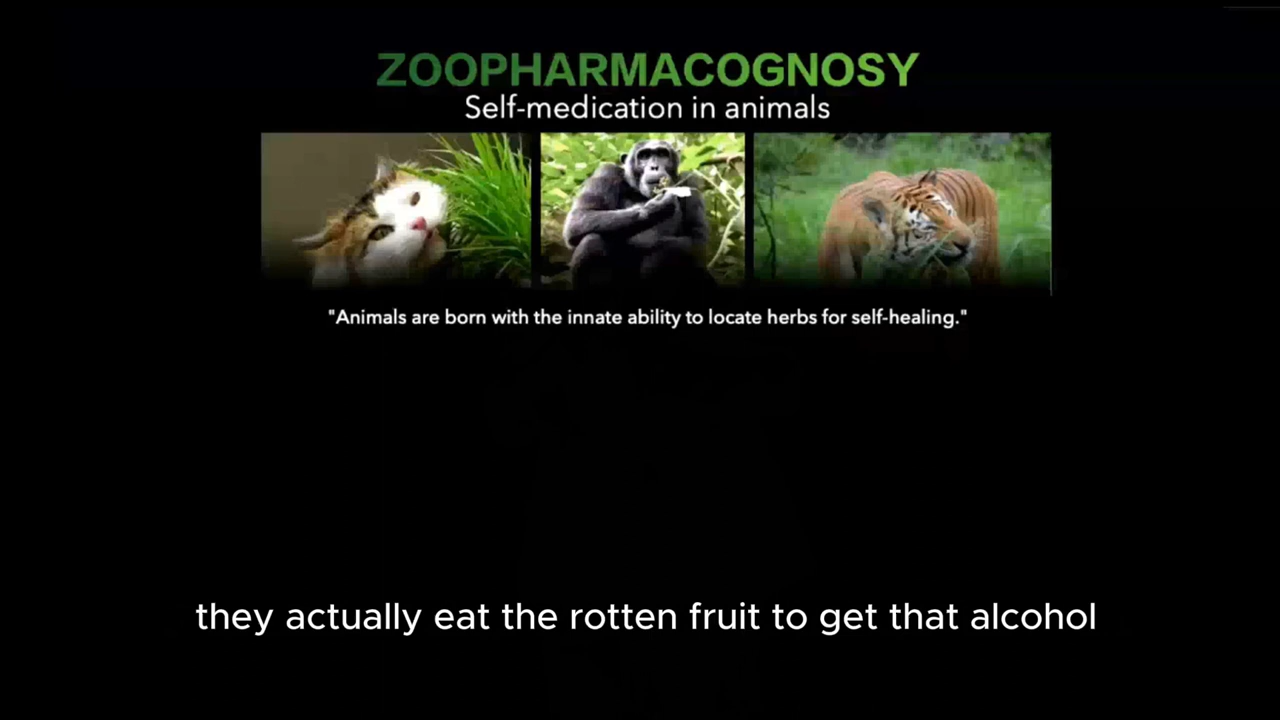 ZOOPHARMACOGNOSY
Self-medication in animals
"Animals are born with the innate ability to locate herbs for self-healing."
they actually eat the rotten fruit to get that alcohol